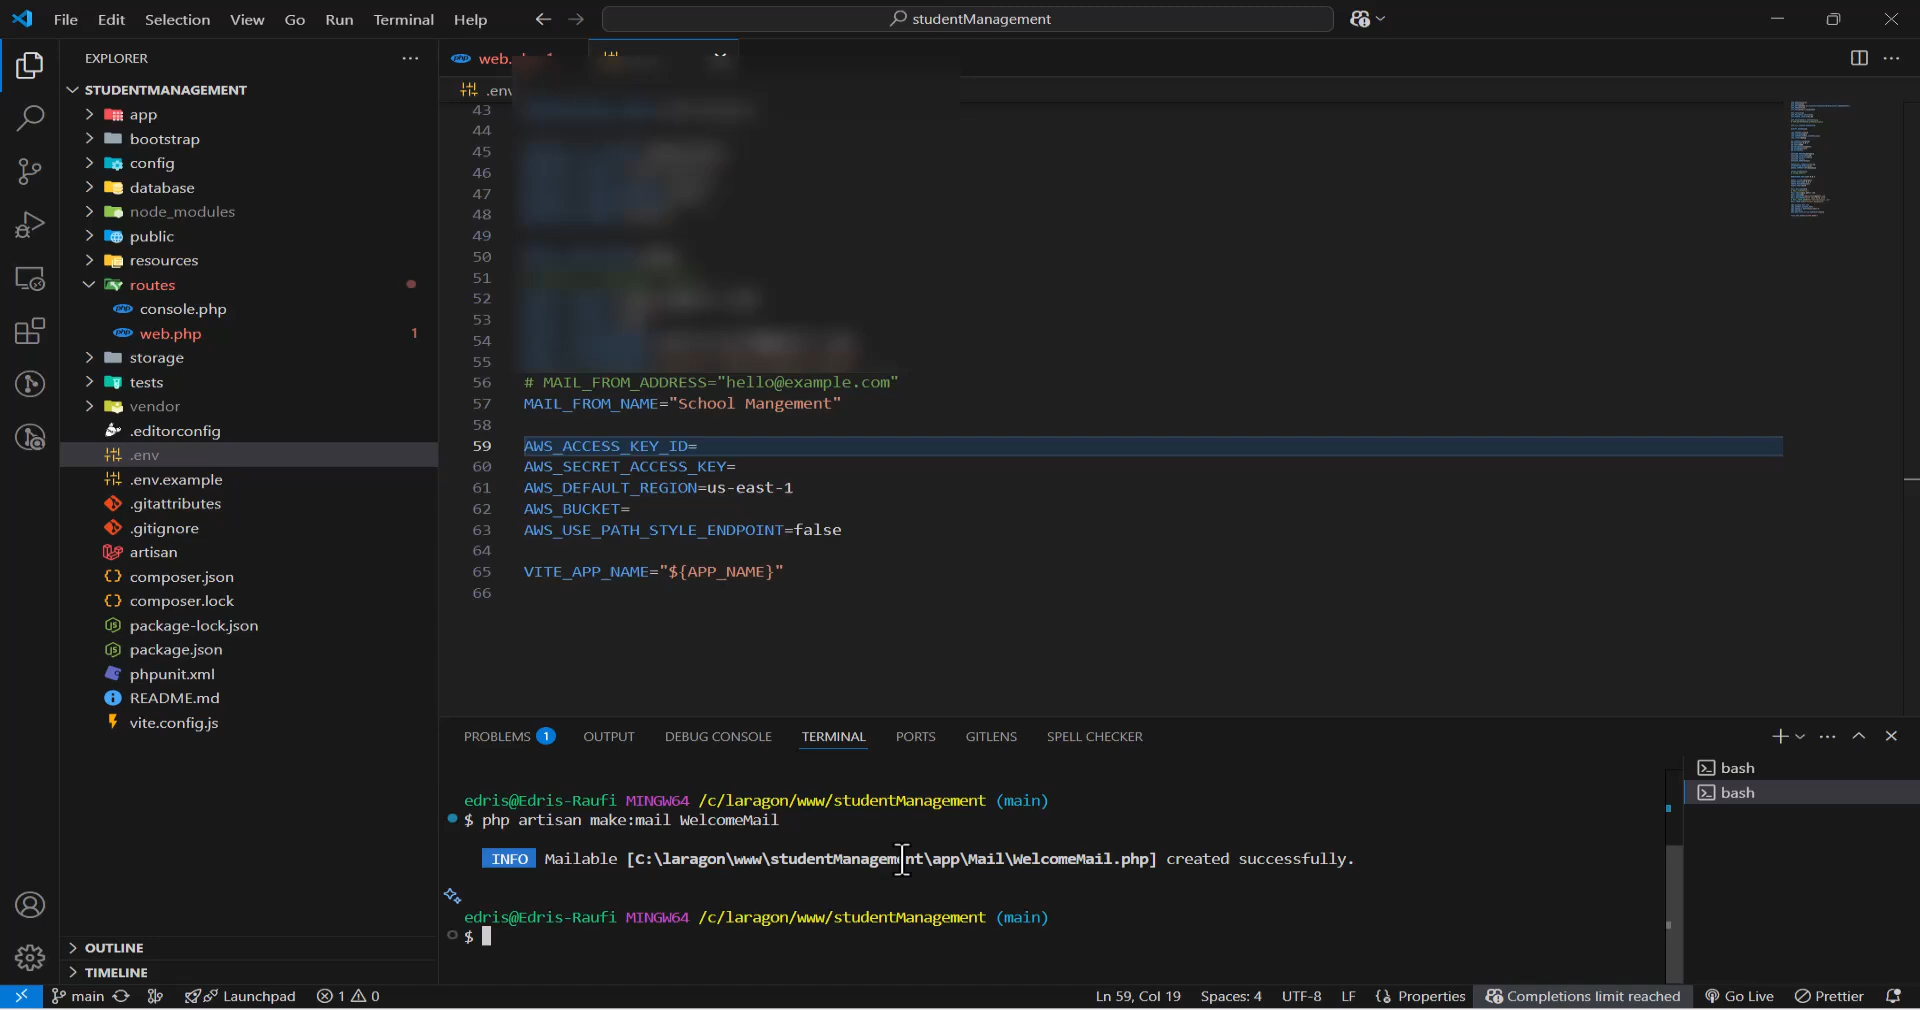 File Edit Selection View Go Run Terminal Help
studentManagement
EXPLORER
STUDENTMANAGEMENT
app
bootstrap
config
database
node_modules
public
resources
routes
console.php
web.php 1
storage
tests
vendor
.editorconfig
.env
.env.example
.gitattributes
.gitignore
artisan
composer.json
composer.lock
package-lock.json
package.json
phpunit.xml
README.md
vite.config.js
OUTLINE
TIMELINE
web.
.env
43
44
45
46
47
48
49
50
51
52
53
54
55
56 # MAIL_FROM_ADDRESS="hello@example.com"
57 MAIL_FROM_NAME="School Mangement"
58
59 AWS_ACCESS_KEY_ID=
60 AWS_SECRET_ACCESS_KEY=
61 AWS_DEFAULT_REGION=us-east-1
62 AWS_BUCKET=
63 AWS_USE_PATH_STYLE_ENDPOINT=false
64
65 VITE_APP_NAME="${APP_NAME}"
66
PROBLEMS 1 OUTPUT DEBUG CONSOLE TERMINAL PORTS GITLENS SPELL CHECKER
edris@Edris-Raufi MINGW64 /c/laragon/www/studentManagement (main)
$ php artisan make:mail WelcomeMail
INFO Mailable [C:\laragon\www\studentManagement\app\Mail\WelcomeMail.php] created successfully.
edris@Edris-Raufi MINGW64 /c/laragon/www/studentManagement (main)
$
bash
bash
main Launchpad 1 0 Ln 59, Col 19 Spaces: 4 UTF-8 LF Properties Completions limit reached Go Live Prettier